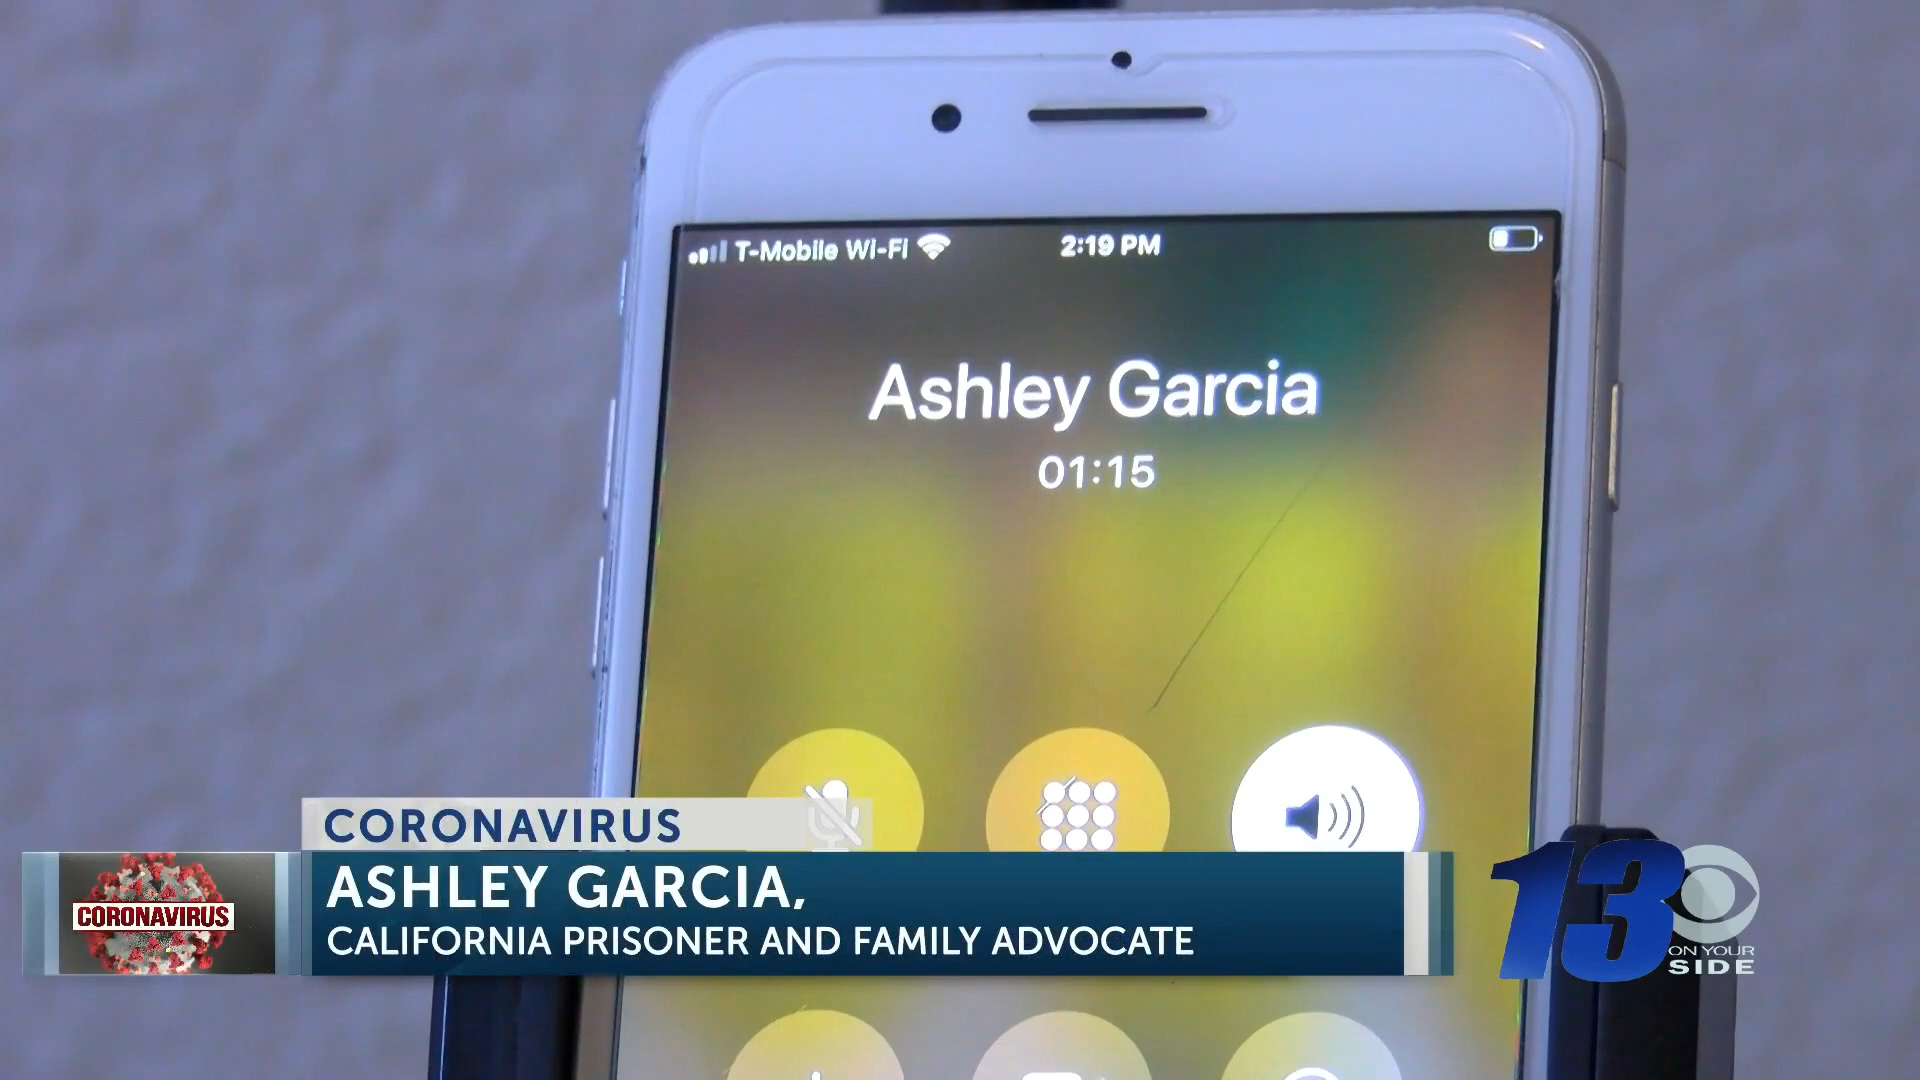 T-Mobile Wi-Fi
2:19 PM
Ashley Garcia
01:15
CORONAVIRUS
ASHLEY GARCIA,
CALIFORNIA PRISONER AND FAMILY ADVOCATE
CORONAVIRUS
13
ON YOUR
SIDE